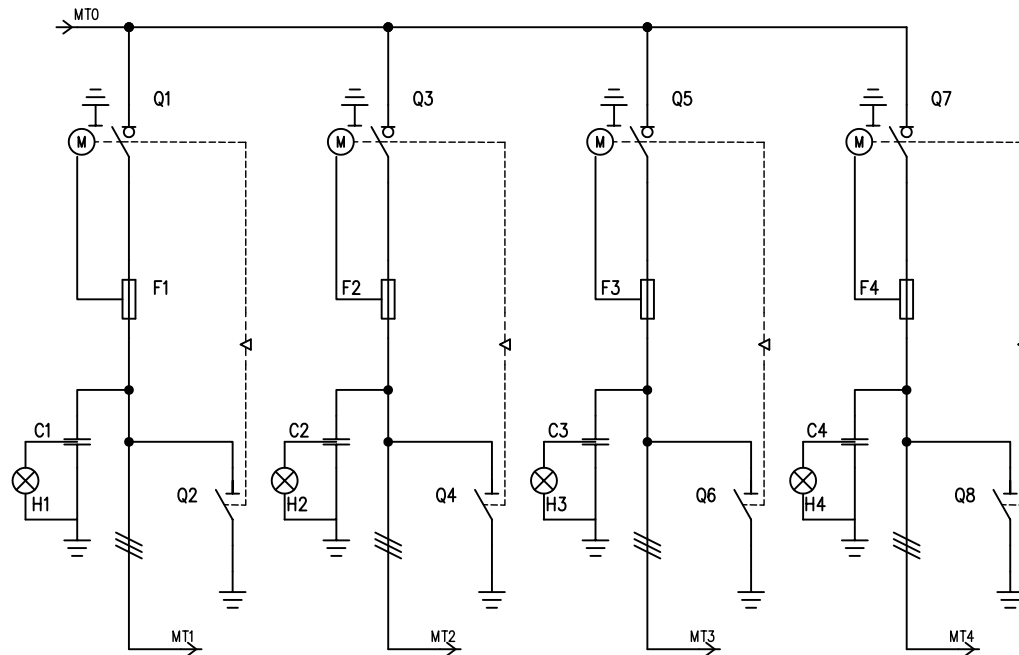 MT0
Q1 Q3 Q5 Q7
M M M M
F1 F2 F3 F4
C1 C2 C3 C4
Q2 Q4 Q6 Q8
H1 H2 H3 H4
MT1 MT2 MT3 MT4